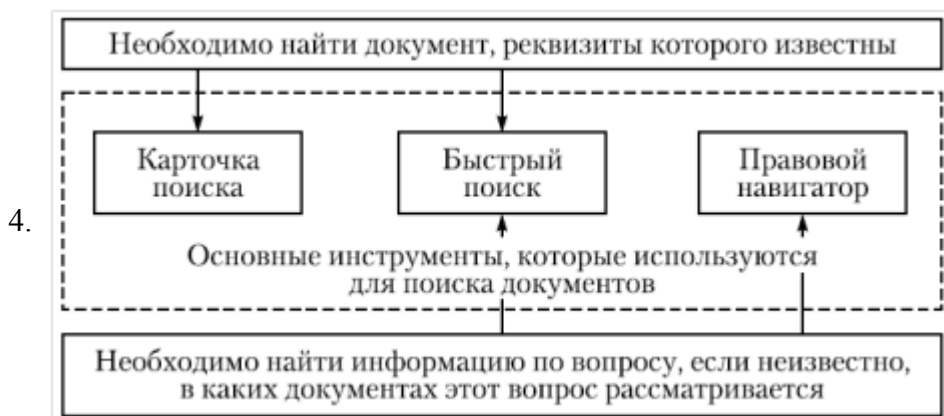 Необходимо найти документ, реквизиты которого известны
Карточка
поиска
Быстрый
поиск
Правовой
навигатор
4.
Основные инструменты, которые используются
для поиска документов
Необходимо найти информацию по вопросу, если неизвестно,
в каких документах этот вопрос рассматривается